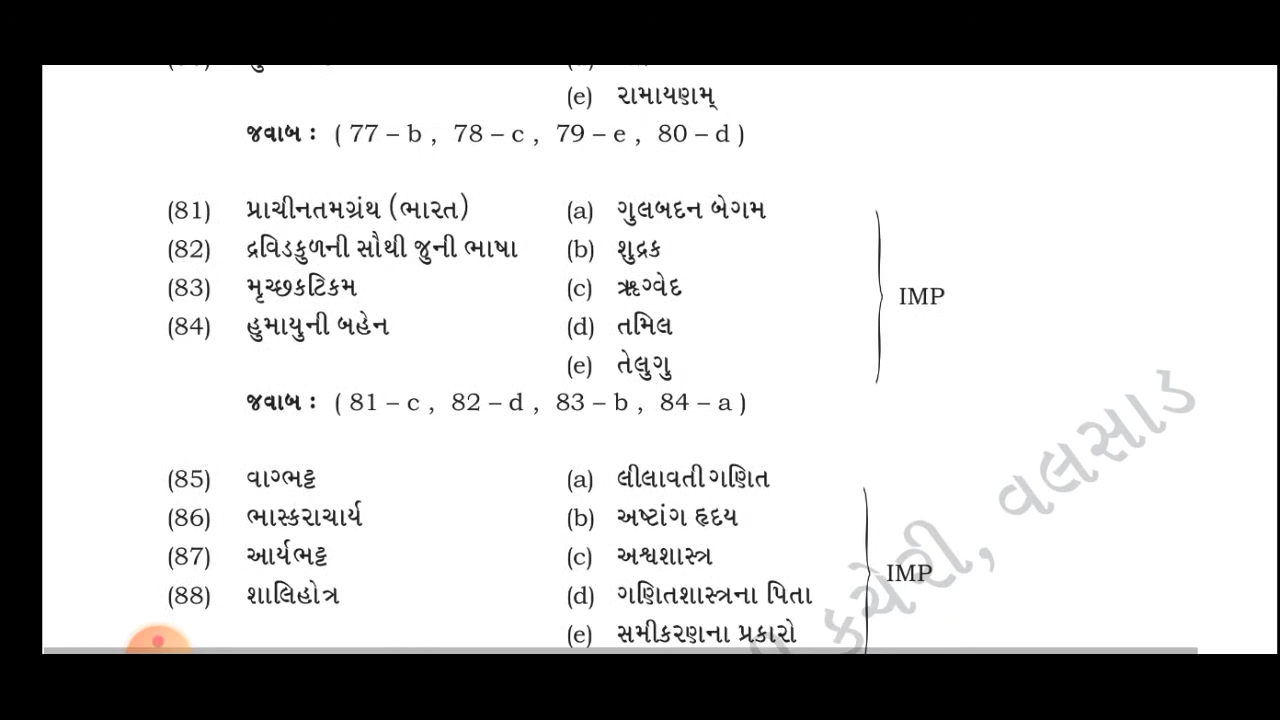 (e) રામાયણમ્
જવાબ : ( 77 – b , 78 – c , 79 – e , 80 – d )
(81) પ્રાચીનતમગ્રંથ (ભારત) (a) ગુલબદન બેગમ
(82) દ્રવિડકુળની સૌથી જુની ભાષા (b) શુદ્રક
(83) મૃચ્છકટિકમ (c) ઋગ્વેદ
(84) હુમાયુની બહેન (d) તમિલ
(e) તેલુગુ
IMP
જવાબ : ( 81 – c , 82 – d , 83 – b , 84 – a )
(85) વાગ્ભટ્ટ (a) લીલાવતી ગણિત
(86) ભાસ્કરાચાર્ય (b) અષ્ટાંગ હૃદય
(87) આર્યભટ્ટ (c) અશ્વશાસ્ત્ર
(88) શાલિહોત્ર (d) ગણિતશાસ્ત્રના પિતા
(e) સમીકરણના પ્રકારો
IMP
કચેરી, વલસાડ